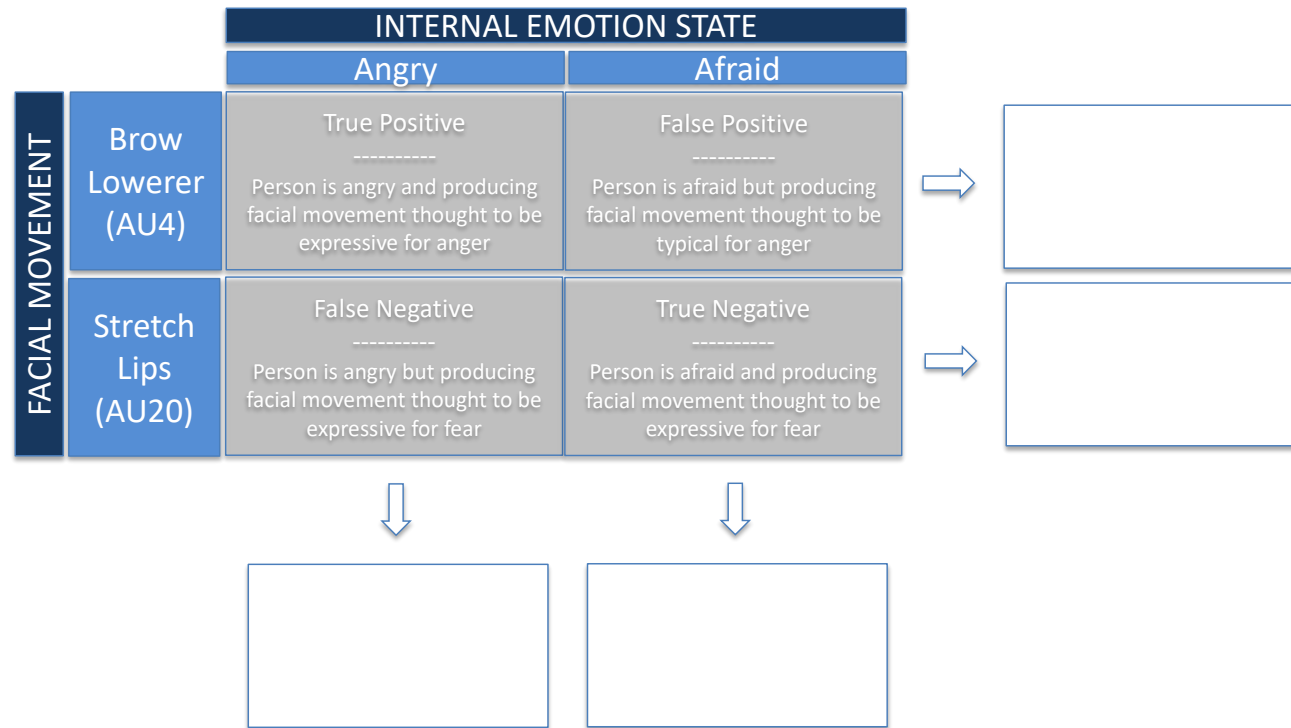 INTERNAL EMOTION STATE
Angry
Afraid
FACIAL MOVEMENT
Brow
Lowerer
(AU4)
True Positive
----------
Person is angry and producing
facial movement thought to be
expressive for anger
False Positive
----------
Person is afraid but producing
facial movement thought to be
typical for anger
Stretch
Lips
(AU20)
False Negative
----------
Person is angry but producing
facial movement thought to be
expressive for fear
True Negative
----------
Person is afraid and producing
facial movement thought to be
expressive for fear